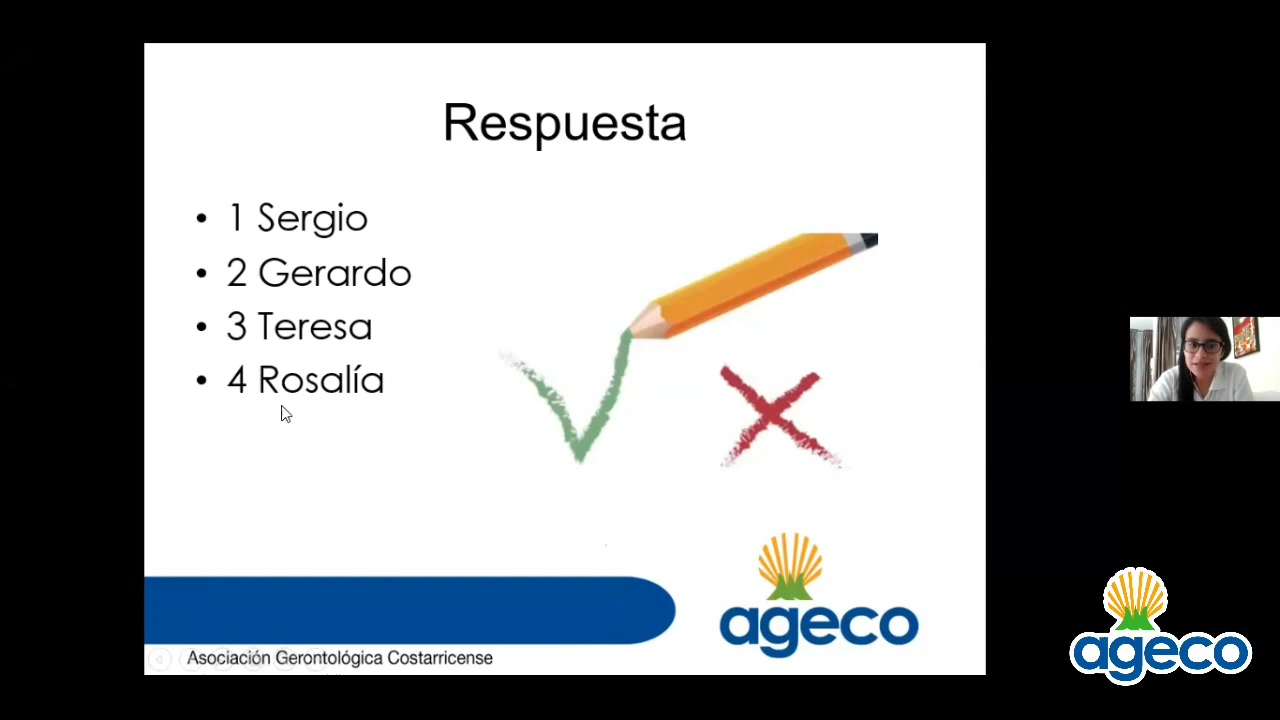 Respuesta
• 1 Sergio
• 2 Gerardo
• 3 Teresa
• 4 Rosalía
ageco
Asociación Gerontológica Costarricense
ageco